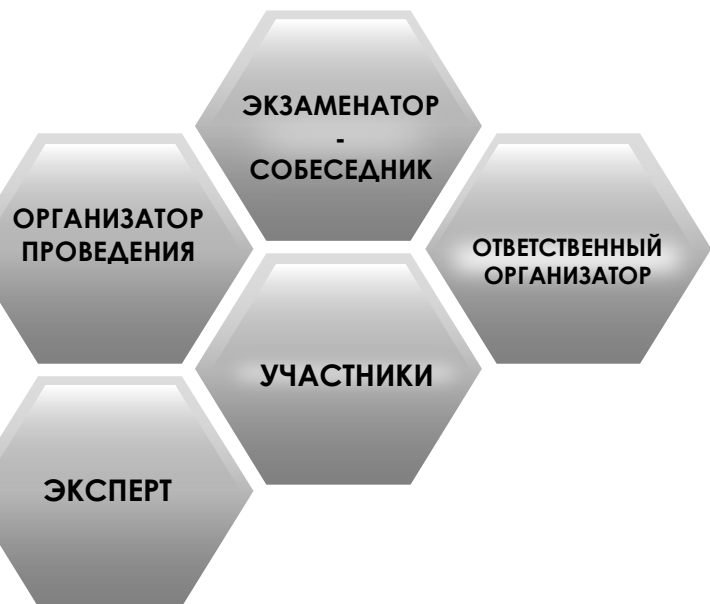 ЭКЗАМЕНАТОР
-
СОБЕСЕДНИК
ОРГАНИЗАТОР
ПРОВЕДЕНИЯ
ОТВЕТСТВЕННЫЙ
ОРГАНИЗАТОР
УЧАСТНИКИ
ЭКСПЕРТ